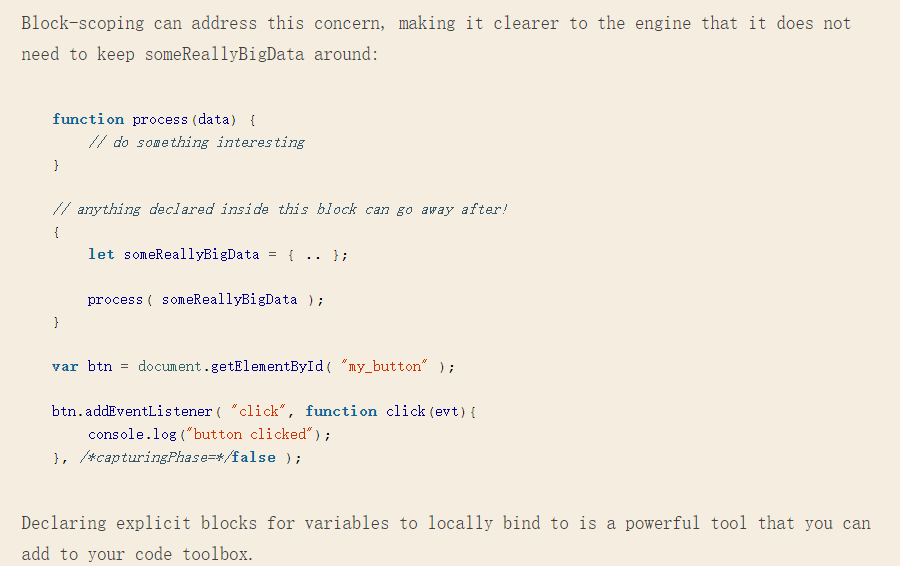 Block-scoping can address this concern, making it clearer to the engine that it does not
need to keep someReallyBigData around:
function process(data) {
// do something interesting
}
// anything declared inside this block can go away after!
{
let someReallyBigData = { .. };
process( someReallyBigData );
}
var btn = document.getElementById( "my_button" );
btn.addEventListener( "click", function click(evt){
console.log("button clicked");
}, /*capturingPhase=*/false );
Declaring explicit blocks for variables to locally bind to is a powerful tool that you can
add to your code toolbox.